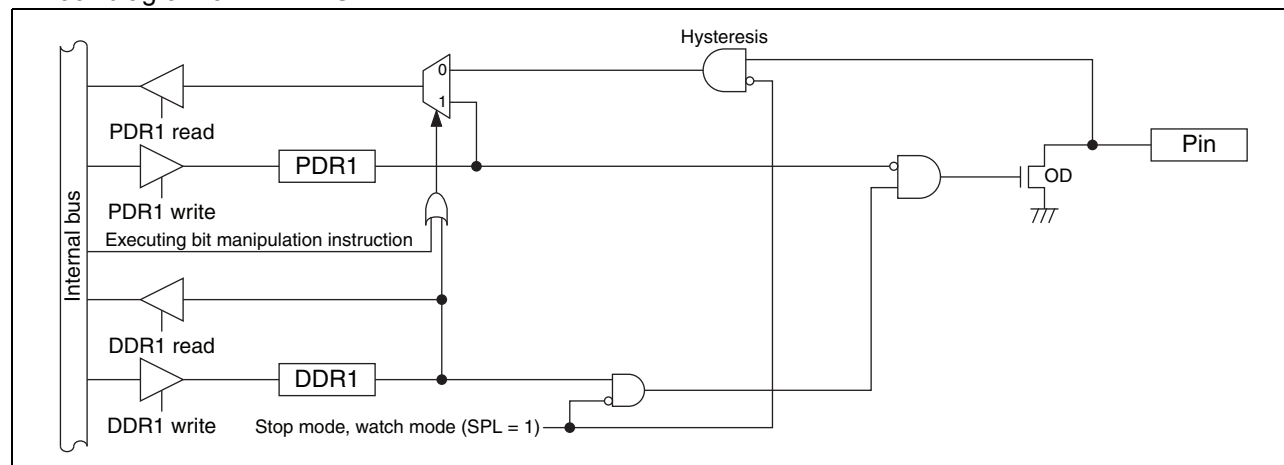 Hysteresis
0
1
PDR1 read
PDR1
Pin
OD
PDR1 write
Executing bit manipulation instruction
Internal bus
DDR1 read
DDR1
DDR1 write
Stop mode, watch mode (SPL = 1)